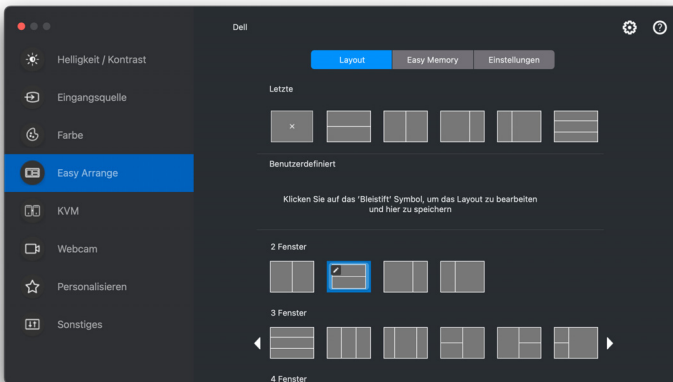 Dell
Helligkeit / Kontrast
Eingangsquelle
Farbe
Easy Arrange
KVM
Webcam
Personalisieren
Sonstiges
Layout
Easy Memory
Einstellungen
Letzte
Benutzerdefiniert
Klicken Sie auf das 'Bleistift' Symbol, um das Layout zu bearbeiten
und hier zu speichern
2 Fenster
3 Fenster
4 Fenster